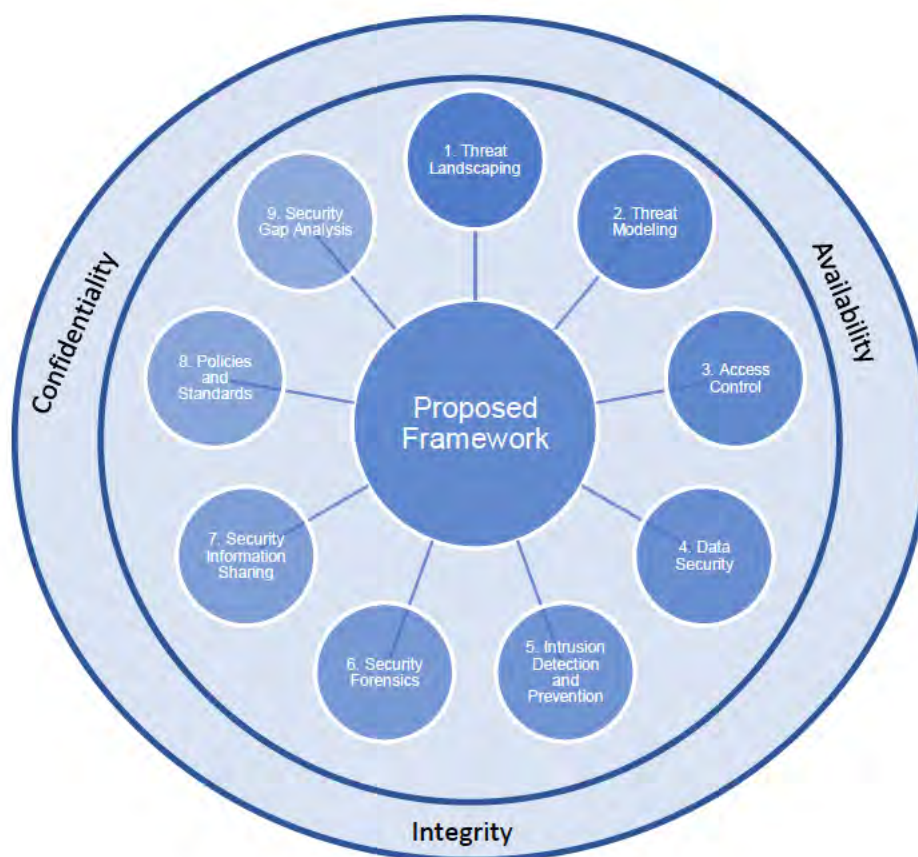 1. Threat
Landscaping
2. Threat
Modeling
3. Access
Control
4. Data
Security
5. Intrusion
Detection
and
Prevention
6. Security
Forensics
7. Security
Information
Sharing
8. Policies
and
Standards
9. Security
Gap Analysis
Proposed
Framework
Confidentiality
Availability
Integrity